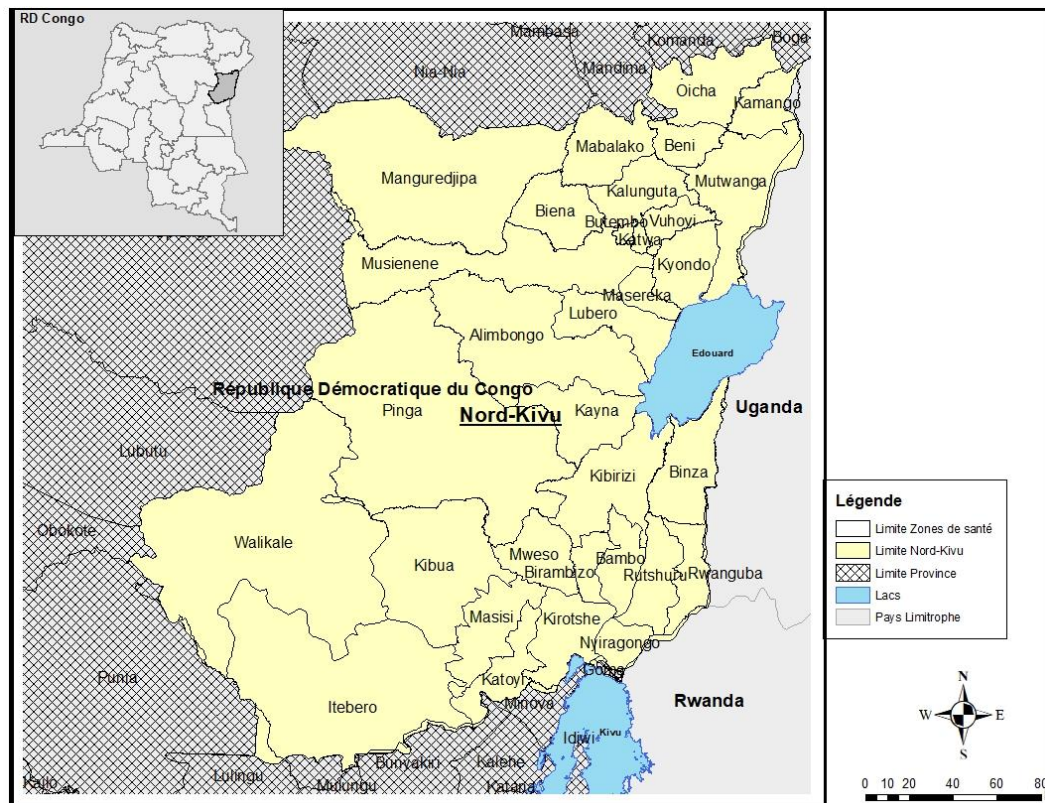 RD Congo
Mambasa
Komanda
Boga
Nia-Nia
Mandima
Oicha
Kamango
Mabalako
Beni
Manguredjipa
Kalunguta
Mutwanga
Biena
Butembo
Vuhovi
Katwa
Musienene
Kyondo
Masereka
Lubero
Alimbongo
Edouard
République Démocratique du Congo
Pinga
Kayna
Uganda
Nord-Kivu
Lubutu
Kibirizi
Binza
Obokote
Walikale
Kibua
Mweso
Bambo
Birambizo
Rutshuru
Rwanguba
Masisi
Kirotshe
Nyiragongo
Goma
Punia
Katoyi
Minova
Rwanda
Itebero
Idjwi
Kivu
Bunyakiri
Kalehe
Lulingu
Mulungu
Katana
Kailo
Légende
Limite Zones de santé
Limite Nord-Kivu
Limite Province
Lacs
Pays Limitrophe
N
W
E
S
0 10 20 40 60 80